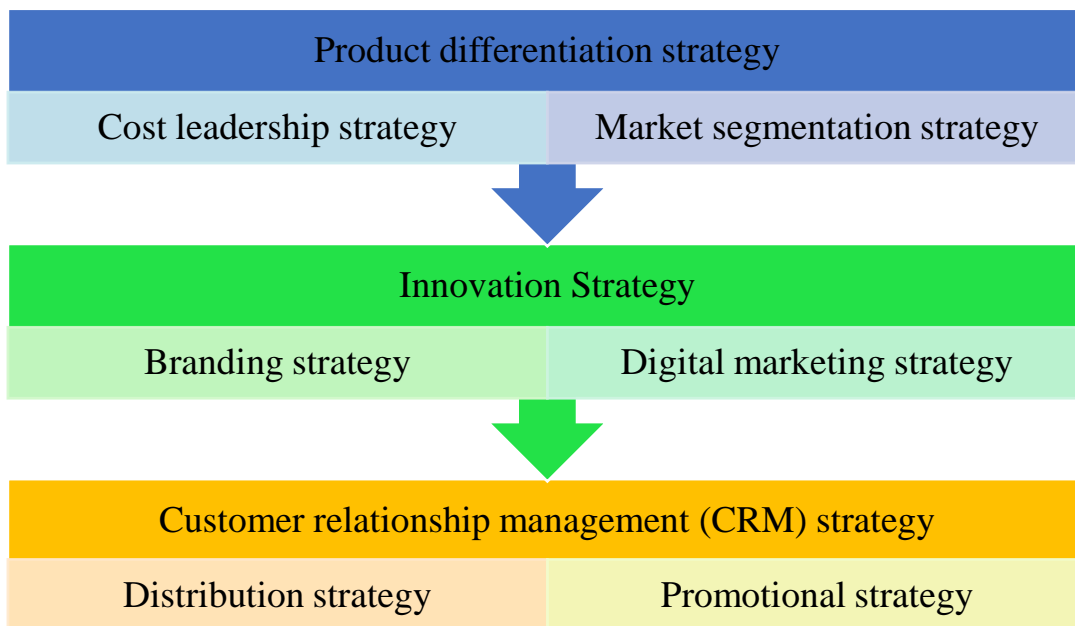 Product differentiation strategy
Cost leadership strategy
Market segmentation strategy
Innovation Strategy
Branding strategy
Digital marketing strategy
Customer relationship management (CRM) strategy
Distribution strategy
Promotional strategy